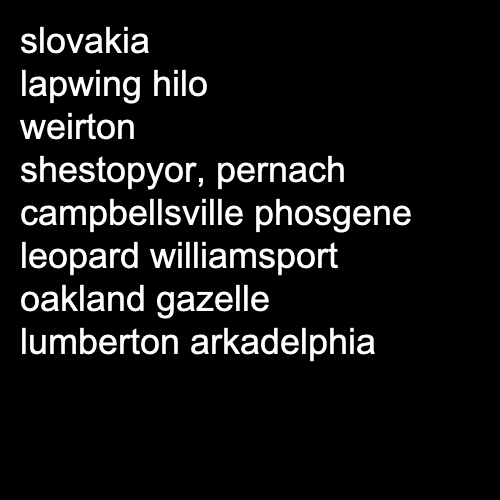 slovakia
lapwing hilo
weirton
shestopyor, pernach
campbellsville phosgene
leopard williamsport
oakland gazelle
lumberton arkadelphia